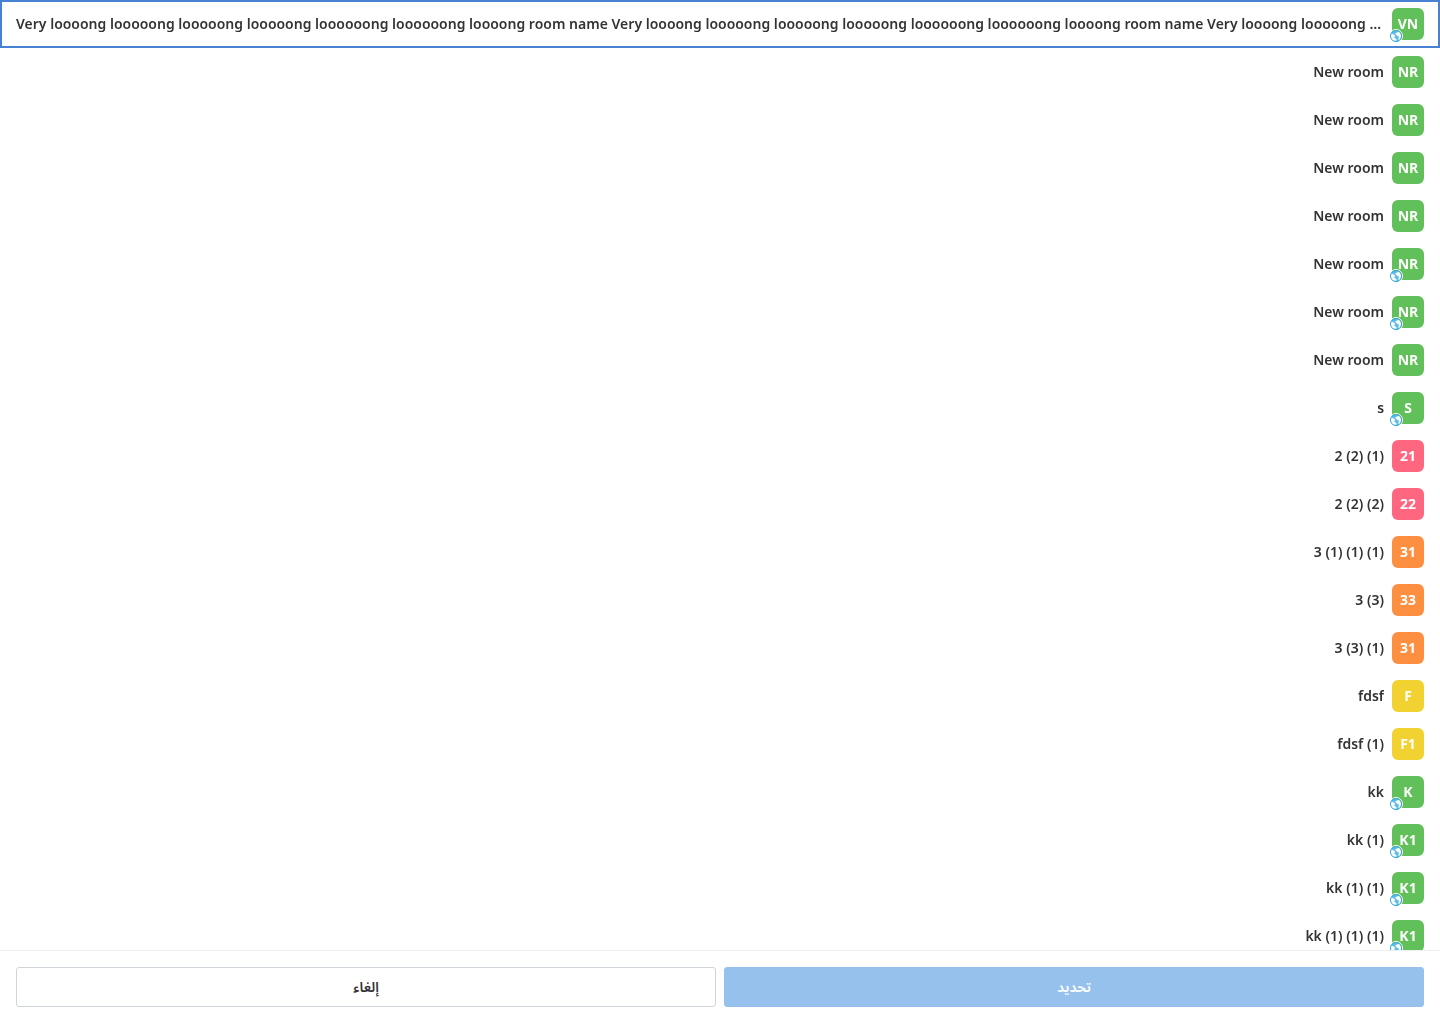 Very loooong looooong looooong looooong loooooong loooooong loooong room name Very loooong looooong looooong looooong loooooong loooooong loooong room name Very loooong looooong ... VN
New room NR
New room NR
New room NR
New room NR
New room NR
New room NR
New room NR
s S
2 (2) (1) 21
2 (2) (2) 22
3 (1) (1) (1) 31
3 (3) 33
3 (3) (1) 31
fdsf F
fdsf (1) F1
kk K
kk (1) K1
kk (1) (1) K1
kk (1) (1) (1) K1
تحديد
إلغاء